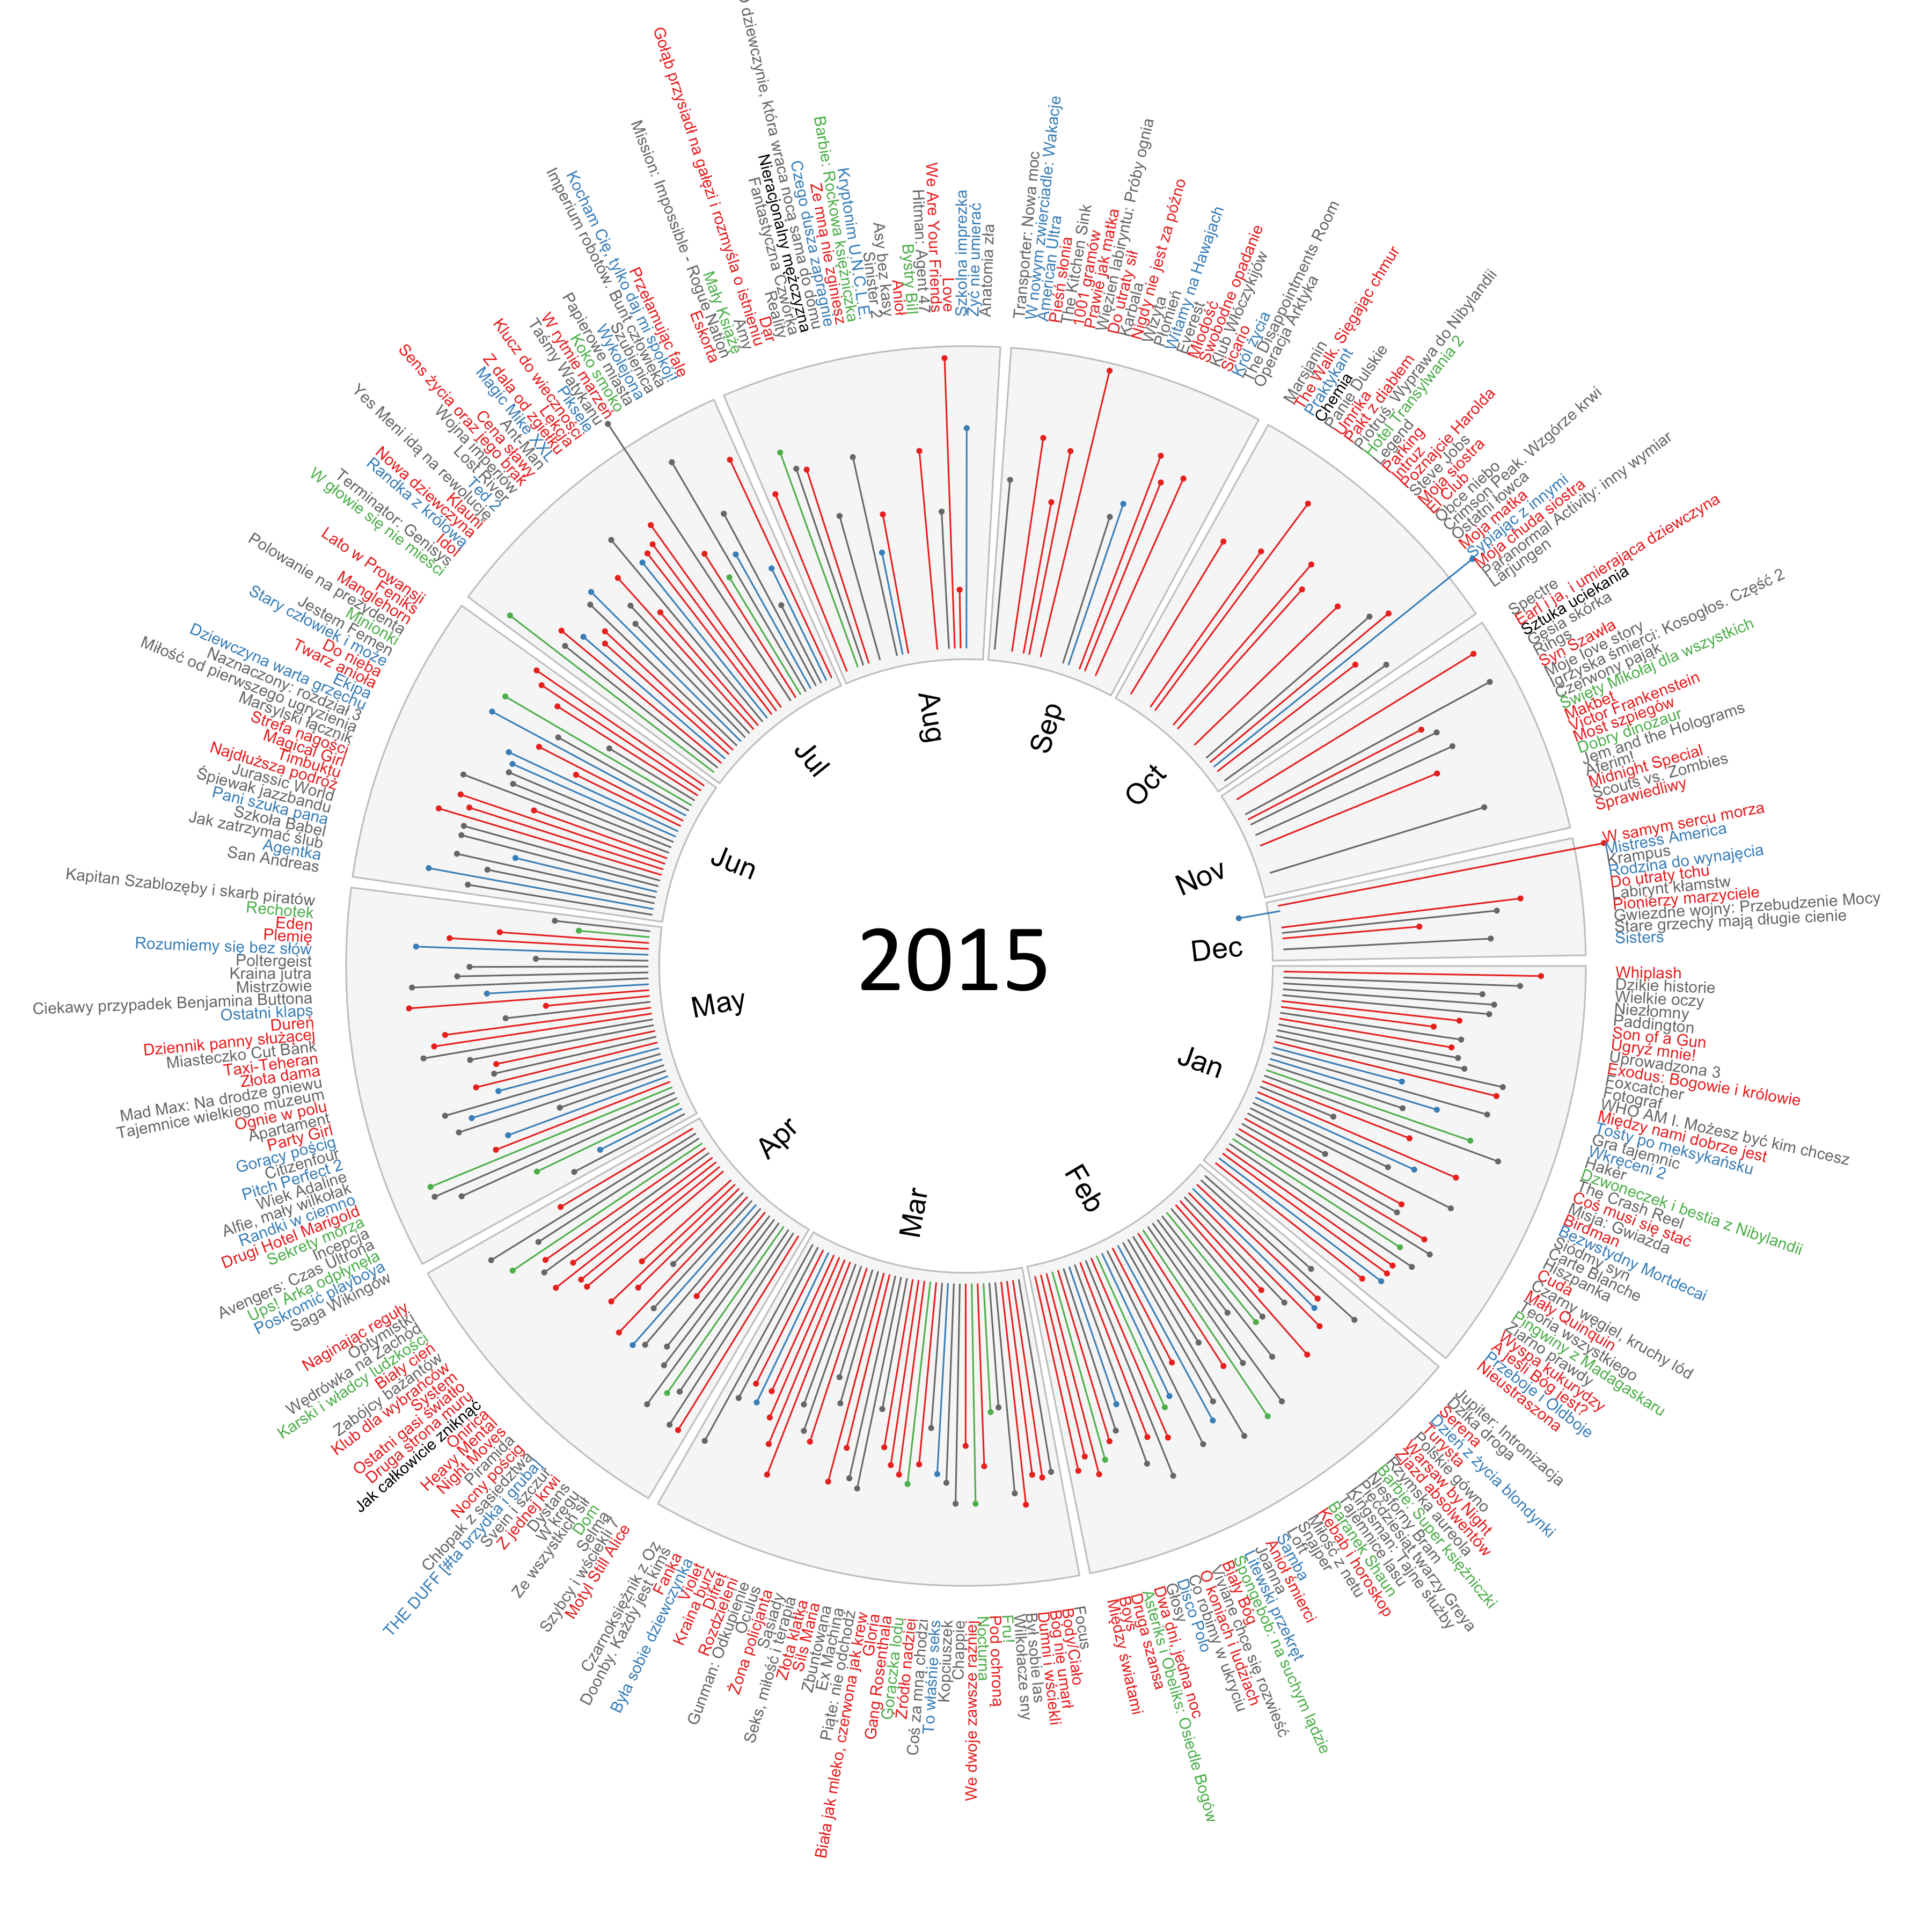 2015
Jan
Whiplash
Dzikie historie
Wielkie oczy
Niezłomny
Paddington
Son of a Gun
Ugryź mnie!
Uprowadzona 3
Exodus: Bogowie i królowie
Foxcatcher
Fotograf
WHO AM I. Możesz być kim chcesz
Między nami dobrze jest
Tosty po meksykańsku
Gra tajemnic
Wkręceni 2
Haker
Dzwoneczek i bestia z Nibylandii
The Crash Reel
Coś musi się stać
Misja: Gwiazda
Birdman
Bezwstydny Mortdecai
Siódmy syn
Carte Blanche
Hiszpanka
Cuda
Czarny węgiel, kruchy lód
Mały Quinquin
Teoria wszystkiego
Pingwiny z Madagaskaru
Ziarno prawdy
Wyspa kukurydzy
A jeśli Bóg jest?
Przeboje i Oldboje
Nieustraszona
Feb
Jupiter: Intronizacja
Dzika droga
Serena
Dzień z życia blondynki
Turysta
Polskie gówno
Warsaw by Night
Zjazd absolwentów
Rzymska aureola
Barbie: Super księżniczki
Niesforny Bram
Pięćdziesiąt twarzy Greya
Kingsman: Tajne służby
Tajemnice lasu
Baranek Shaun
Kebab i horoskop
Miłość z netu
Snajper
Loft
Samba
Anioł śmierci
Joanna
Litewski przekręt
Spongebob: na suchym lądzie
Biały Bóg
Viviane chce się rozwieść
O koniach i ludziach
Co robimy w ukryciu
Disco Polo
Głosy
Dwa dni, jedna noc
Asteriks i Obeliks: Osiedle Bogów
Druga szansa
Boys
Między światami
Mar
Focus
Body/Ciało
Bóg nie umarł
Dumni i wściekli
Był sobie las
Wilkołacze sny
Fru!
Pod ochroną
Nocturna
We dwoje zawsze raźniej
Chappie
Kopciuszek
To właśnie seks
Coś za mną chodzi
Źródło nadziei
Gorączka lodu
Gang Rosenthala
Gloria
Biała jak mleko, czerwona jak krew
Piąte: nie odchodź
Ex Machina
Zbuntowana
Sils Maria
Złota klatka
Seks, miłość i terapia
Sąsiady
Żona policjanta
Oculus
Gunman: Odkupienie
Rozdzieleni
Difret
Kraina burz
Violet
Była sobie dziewczynka
Fanka
Doonby. Każdy jest kimś
Czarnoksiężnik z Oz
Apr
Motyl Still Alice
Szybcy i wściekli 7
Selma
Dom
Ze wszystkich sił
W kręgu
Dystans
Z jednej krwi
Svein i szczur
THE DUFF [#ta brzydka i gruba]
Chłopak z sąsiedztwa
Nocny pościg
Piramida
Night Moves
Heavy Mental
Onirica
Jak całkowicie zniknąć
Druga strona muru
Ostatni gasi światło
System
Klub dla wybrańców
Zabójcy bażantów
Biały cień
Karski i władcy ludzkości
Wędrówka na Zachód
Optymistki
Naginając reguły
May
Saga Wikingów
Poskromić playboya
Ups! Arka odpłynęła
Avengers: Czas Ultrona
Incepcja
Sekrety morza
Drugi Hotel Marigold
Randki w ciemno
Alfie, mały wilkołak
Wiek Adaline
Pitch Perfect 2
Citizenfour
Gorący pościg
Party Girl
Apartament
Ognie w polu
Tajemnice wielkiego muzeum
Mad Max: Na drodze gniewu
Złota dama
Taxi-Teheran
Miasteczko Cut Bank
Dziennik panny służącej
Dureń
Ostatni klaps
Ciekawy przypadek Benjamina Buttona
Mistrzowie
Kraina jutra
Poltergeist
Rozumiemy się bez słów
Plemię
Eden
Rechotek
Kapitan Szablozęby i skarb piratów
Jun
San Andreas
Agentka
Jak zatrzymać ślub
Szkoła Babel
Pani szuka pana
Śpiewak jazzbandu
Jurassic World
Najdłuższa podróż
Timbuktu
Magical Girl
Strefa nagości
Marsylski łącznik
Miłość od pierwszego ugryzienia
Naznaczony: rozdział 3
Dziewczyna warta grzechu
Ekipa
Twarz anioła
Do nieba
Stary człowiek i może
Jestem Femen
Polowanie na prezydenta
Minionki
Manglehorn
Feniks
Lato w Prowansji
Jul
W głowie się nie mieści
Terminator: Genisys
Idol
Randka z królową
Nowa dziewczyna
Klauni
Yes Meni idą na rewolucję
Ted 2
Lost River
Wojna imperiów
Sens życia oraz jego brak
Cena sławy
Ant-Man
Magic Mike XXL
Z dala od zgiełku
Lekcja
Klucz do wieczności
Taśmy Watykanu
W rytmie marzeń
Piksele
Koko smoko
Papierowe miasta
Wykolejona
Szubienica
Imperium robotów. Bunt człowieka
Kocham Cię, tylko daj mi spokój!
Przełamując fale
Aug
Eskorta
Mission: Impossible - Rogue Nation
Mały Książę
Amy
Gołąb przysiadł na gałęzi i rozmyśla o istnieniu
Dar
Reality
Fantastyczna Czwórka
Nieracjonalny mężczyzna
dziewczynie, która wraca nocą sama do domu
Czego dusza zapragnie
Ze mną nie zginiesz
Barbie: Rockowa księżniczka
Kryptonim U.N.C.L.E.
Sinister 2
Asy bez kasy
Anioł
Bystry Bill
Hitman: Agent 47
We Are Your Friends
Love
Szkolna imprezka
Żyć nie umierać
Anatomia zła
Sep
Transporter: Nowa moc
W nowym zwierciadle: Wakacje
American Ultra
Pieśń słonia
The Kitchen Sink
1001 gramów
Prawie jak matka
Więzień labiryntu: Próby ognia
Do utraty sił
Karbala
Nigdy nie jest za późno
Wizyta
Płomień
Witamy na Hawajach
Everest
Młodość
Swobodne opadanie
Klub Włóczykijów
Sicario
Król życia
The Disappointments Room
Operacja Arktyka
Oct
Marsjanin
The Walk. Sięgając chmur
Praktykant
Chemia
Panie Dulskie
Umrika
Pakt z diabłem
Piotruś. Wyprawa do Nibylandii
Hotel Transylwania 2
Legend
Parking
Intruz
Poznajcie Harolda
Steve Jobs
Moja siostra
Club
Obce niebo
Crimson Peak. Wzgórze krwi
Ostatni łowca
Moja matka
Sypiając z innymi
Moja chuda siostra
Paranormal Activity: inny wymiar
Larjungen
Nov
Spectre
Earl i ja, i umierająca dziewczyna
Sztuka uciekania
Gęsia skórka
Rings
Syn Szawła
Moje love story
Igrzyska śmierci: Kosogłos. Część 2
Czerwony pająk
Święty Mikołaj dla wszystkich
Makbet
Victor Frankenstein
Most szpiegów
Dobry dinozaur
Jem and the Holograms
Aferim!
Midnight Special
Scouts vs. Zombies
Sprawiedliwy
Dec
W samym sercu morza
Mistress America
Krampus
Rodzina do wynajęcia
Do utraty tchu
Labirynt kłamstw
Pionierzy marzyciele
Gwiezdne wojny: Przebudzenie Mocy
Stare grzechy mają długie cienie
Sisters